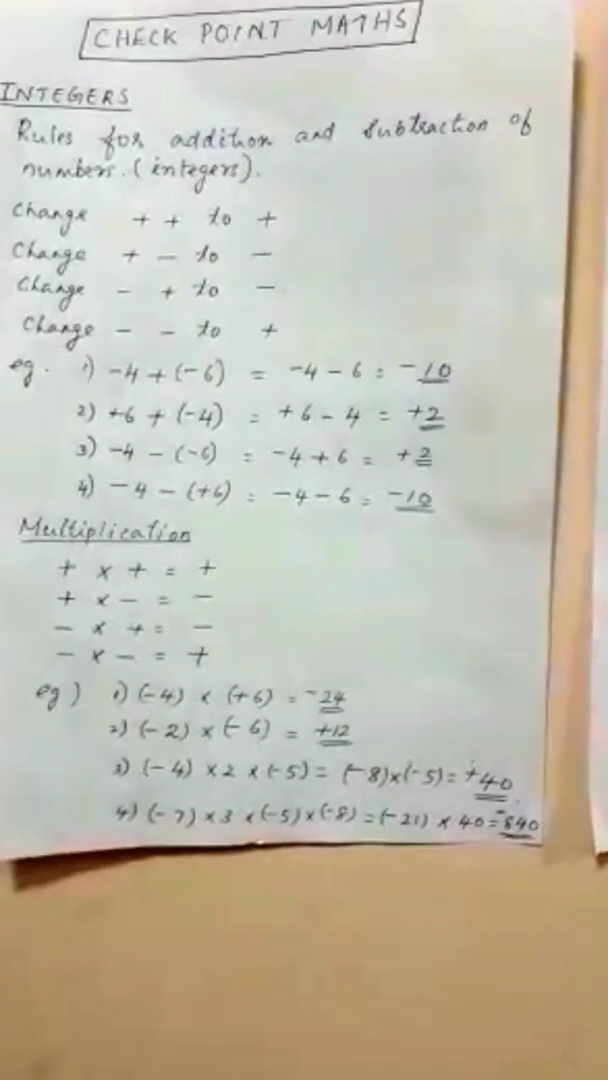 CHECK POINT MATHS
INTEGERS
Rules for addition and subtraction of
numbers. (integers).
Change + + to +
Change + - to -
Change - + to -
Change - - to +
eg. 1) -4 + (-6) = -4 - 6 = -10
2) +6 + (-4) = +6 - 4 = +2
3) -4 - (-6) = -4 + 6 = +2
4) -4 - (+6) = -4 - 6 = -10
Multiplication
+ x + = +
+ x - = -
- x + = -
- x - = +
eg) 1) (-4) x (+6) = -24
2) (-2) x (-6) = +12
3) (-4) x 2 x (-5) = (-8) x (-5) = +40
4) (-7) x 3 x (-5) x (-8) = (-21) x 40 = -840